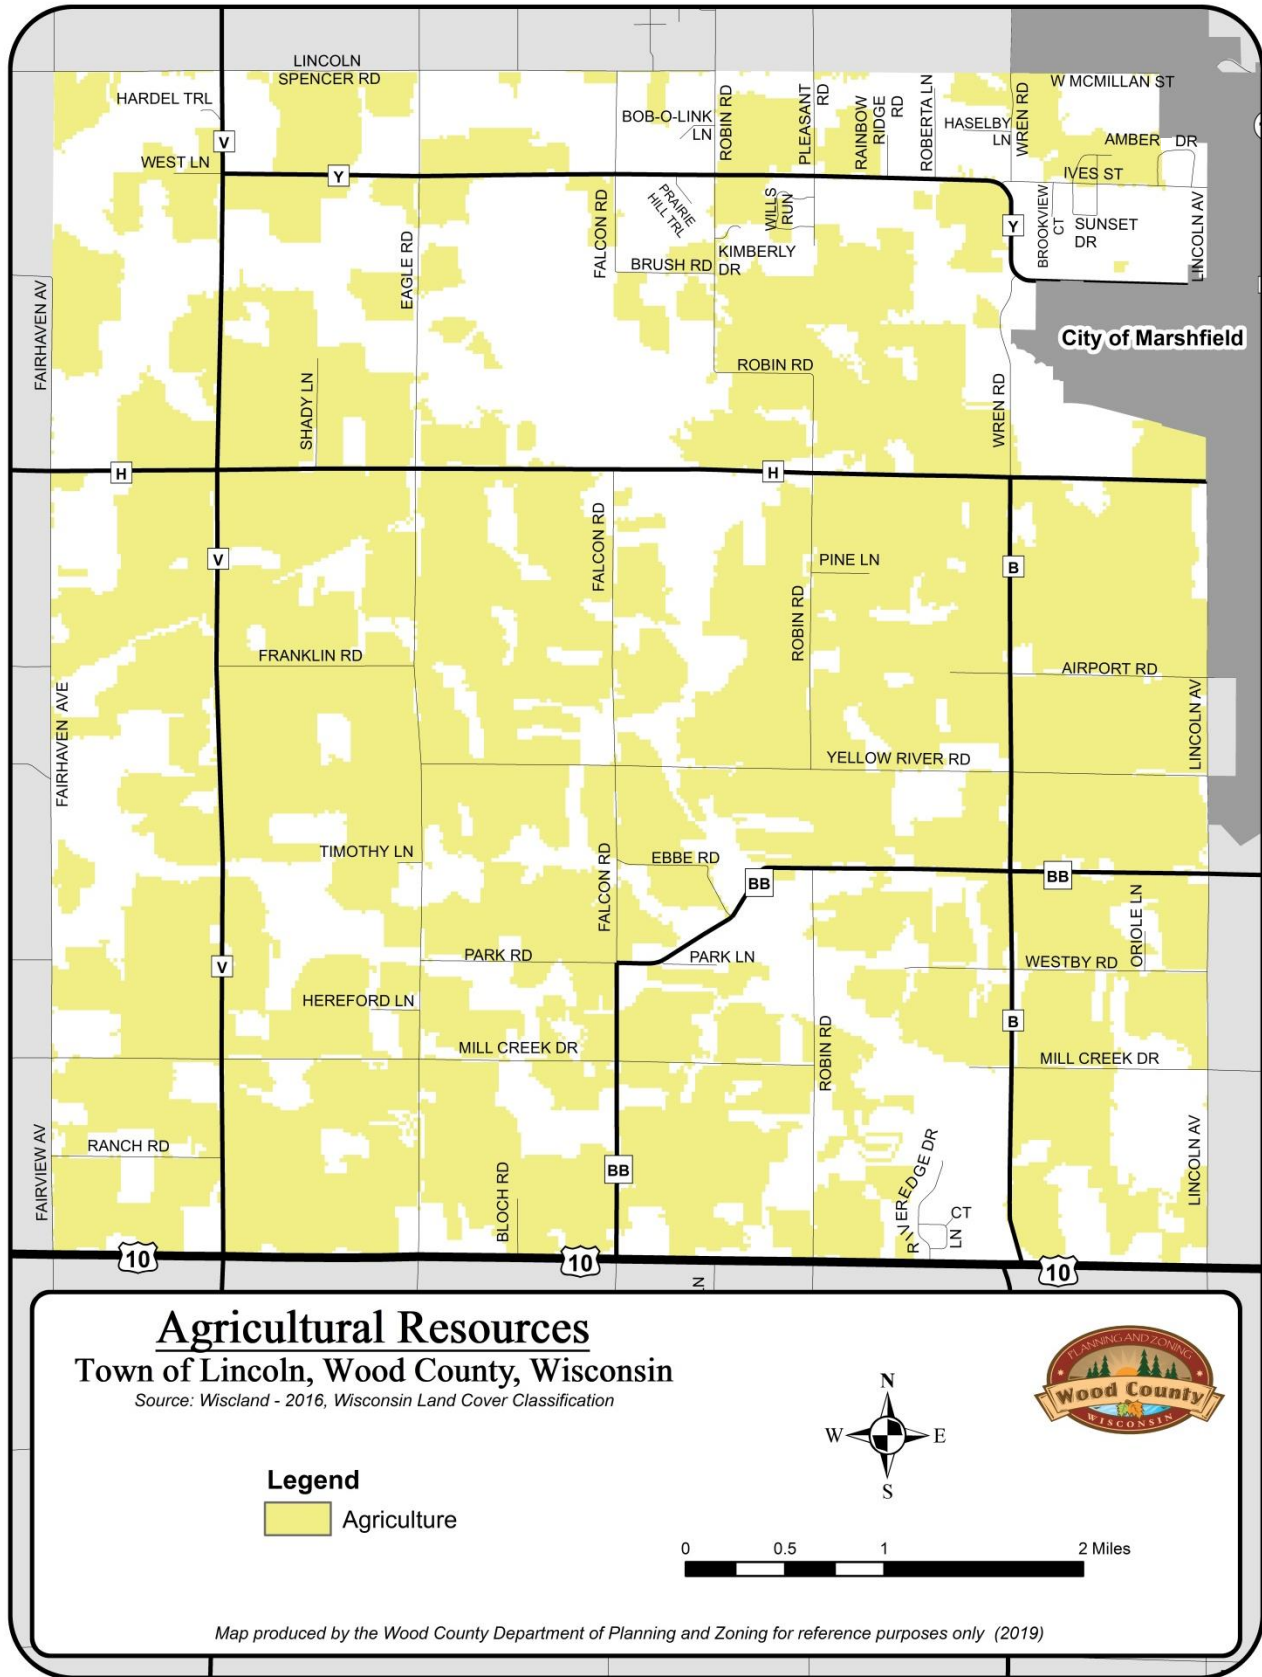 LINCOLN
SPENCER RD
HARDEL TRL
V
WEST LN
Y
BOB-O-LINK
LN
ROBIN RD
PLEASANT
RD
RAINBOW
RIDGE
RD
ROBERTA LN
HASELBY
LN
WREN RD
W MCMILLAN ST
AMBER DR
IVES ST
BROOKVIEW
CT
SUNSET
DR
LINCOLN AV
Y
FALCON RD
PRAIRIE
HILL TRL
WILLS
RUN
KIMBERLY
DR
BRUSH RD
EAGLE RD
FAIRHAVEN AV
City of Marshfield
SHADY LN
ROBIN RD
WREN RD
H
H
V
FALCON RD
PINE LN
B
ROBIN RD
FRANKLIN RD
AIRPORT RD
FAIRHAVEN AVE
LINCOLN AV
YELLOW RIVER RD
TIMOTHY LN
FALCON RD
EBBE RD
BB
BB
ORIOLE LN
V
PARK RD
PARK LN
WESTBY RD
HEREFORD LN
B
MILL CREEK DR
ROBIN RD
MILL CREEK DR
RANCH RD
FAIRVIEW AV
BLOCH RD
BB
RIVEREDGE DR
CT
LN
LINCOLN AV
10
10
10
N
Agricultural Resources
Town of Lincoln, Wood County, Wisconsin
Source: Wiscland - 2016, Wisconsin Land Cover Classification
N
W
E
S
PLANNING AND ZONING
Wood County
WISCONSIN
Legend
Agriculture
0 0.5 1 2 Miles
Map produced by the Wood County Department of Planning and Zoning for reference purposes only (2019)